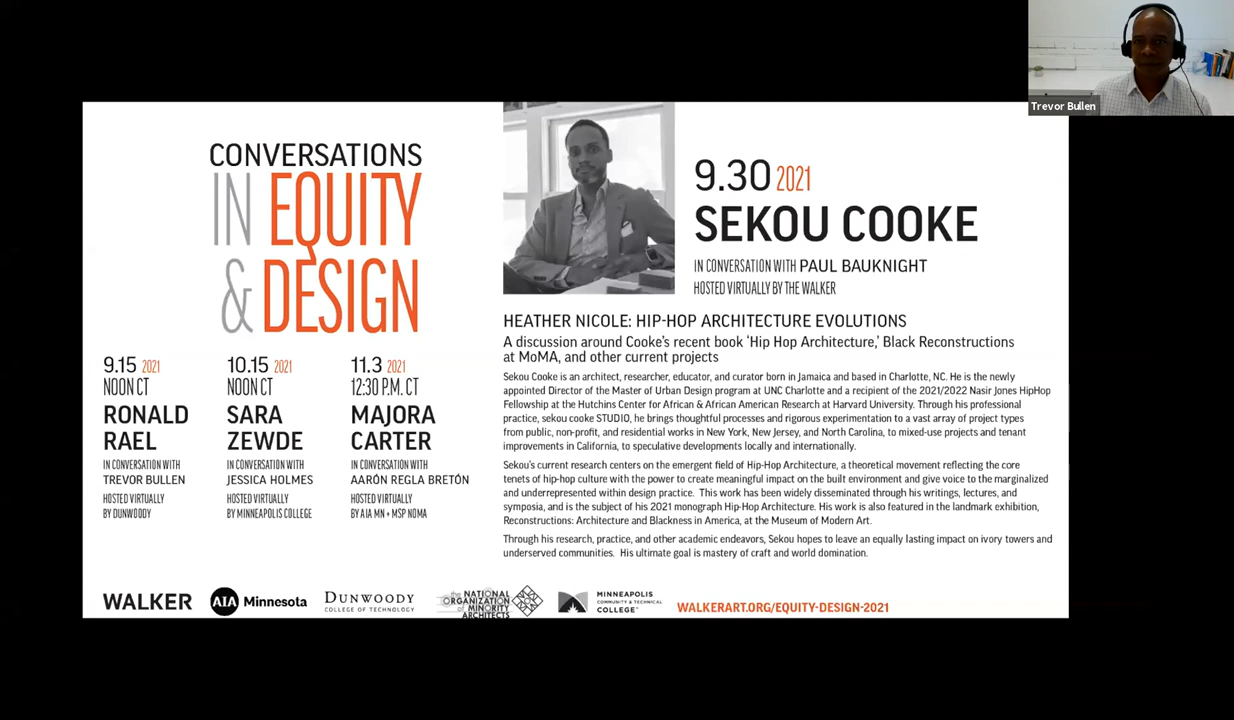 Trevor Bullen
CONVERSATIONS
IN EQUITY
& DESIGN
9.15 2021
NOON CT
RONALD
RAEL
IN CONVERSATION WITH
TREVOR BULLEN
HOSTED VIRTUALLY
BY DUNWOODY
10.15 2021
NOON CT
SARA
ZEWDE
IN CONVERSATION WITH
JESSICA HOLMES
HOSTED VIRTUALLY
BY MINNEAPOLIS COLLEGE
11.3 2021
12:30 P.M. CT
MAJORA
CARTER
IN CONVERSATION WITH
AARÓN REGLA BRETÓN
HOSTED VIRTUALLY
BY AIA MN + MSP NOMA
9.30 2021
SEKOU COOKE
IN CONVERSATION WITH PAUL BAUKNIGHT
HOSTED VIRTUALLY BY THE WALKER
HEATHER NICOLE: HIP-HOP ARCHITECTURE EVOLUTIONS
A discussion around Cooke's recent book 'Hip Hop Architecture,' Black Reconstructions
at MoMA, and other current projects
Sekou Cooke is an architect, researcher, educator, and curator born in Jamaica and based in Charlotte, NC. He is the newly
appointed Director of the Master of Urban Design program at UNC Charlotte and a recipient of the 2021/2022 Nasir Jones HipHop
Fellowship at the Hutchins Center for African & African American Research at Harvard University. Through his professional
practice, sekou cooke STUDIO, he brings thoughtful processes and rigorous experimentation to a vast array of project types
from public, non-profit, and residential works in New York, New Jersey, and North Carolina, to mixed-use projects and tenant
improvements in California, to speculative developments locally and internationally.
Sekou's current research centers on the emergent field of Hip-Hop Architecture, a theoretical movement reflecting the core
tenets of hip-hop culture with the power to create meaningful impact on the built environment and give voice to the marginalized
and underrepresented within design practice. This work has been widely disseminated through his writings, lectures, and
symposia, and is the subject of his 2021 monograph Hip-Hop Architecture. His work is also featured in the landmark exhibition,
Reconstructions: Architecture and Blackness in America, at the Museum of Modern Art.
Through his research, practice, and other academic endeavors, Sekou hopes to leave an equally lasting impact on ivory towers and
underserved communities. His ultimate goal is mastery of craft and world domination.
WALKER
AIA Minnesota
DUNWOODY
COLLEGE OF TECHNOLOGY
the NATIONAL
ORGANIZATION
of MINORITY
ARCHITECTS
MINNEAPOLIS
COMMUNITY & TECHNICAL
COLLEGE
WALKERART.ORG/EQUITY-DESIGN-2021